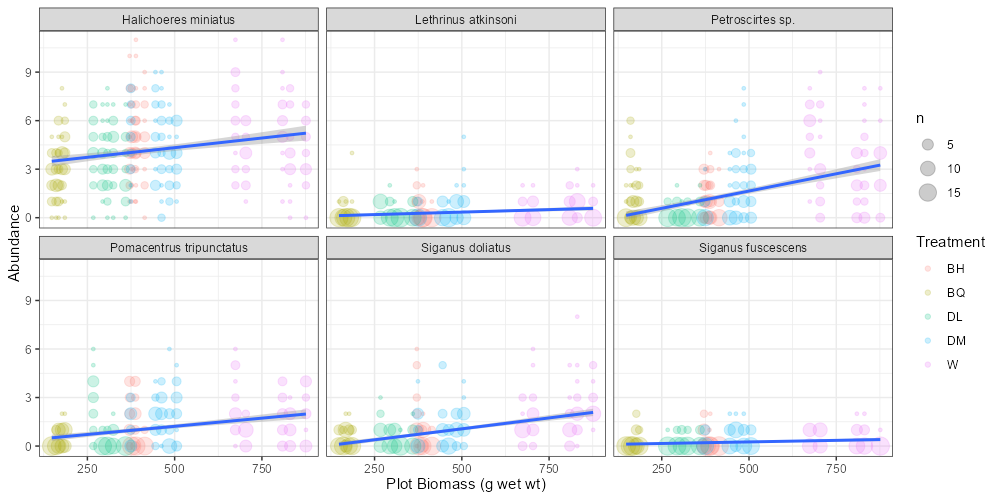 Halichoeres miniatus
Lethrinus atkinsoni
Petroscirtes sp.
9
6
3
0
Pomacentrus tripunctatus
Siganus doliatus
Siganus fuscescens
9
6
3
0
250 500 750
250 500 750
250 500 750
Plot Biomass (g wet wt)
Abundance
n
5
10
15
Treatment
BH
BQ
DL
DM
W